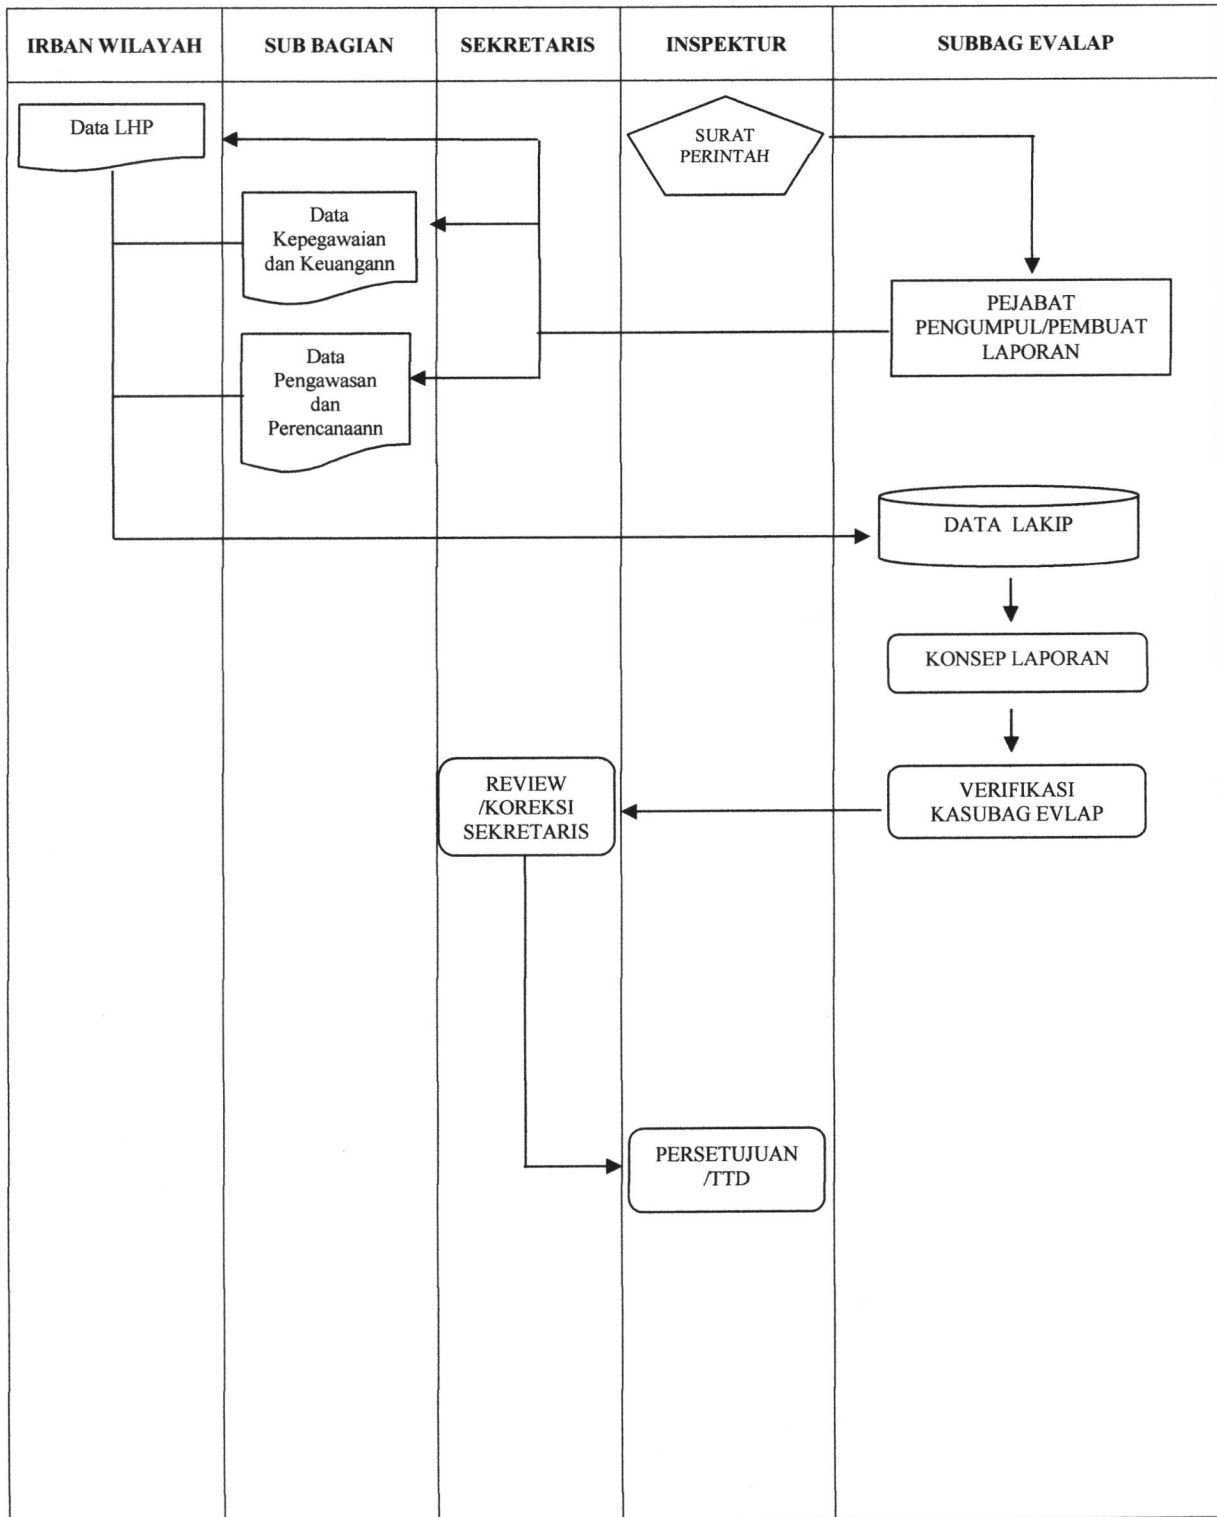 IRBAN WILAYAH
SUB BAGIAN
SEKRETARIS
INSPEKTUR
SUBBAG EVALAP
Data LHP
SURAT
PERINTAH
Data
Kepegawaian
dan Keuangann
PEJABAT
PENGUMPUL/PEMBUAT
LAPORAN
Data
Pengawasan
dan
Perencanaann
DATA LAKIP
KONSEP LAPORAN
VERIFIKASI
KASUBAG EVLAP
REVIEW
/KOREKSI
SEKRETARIS
PERSETUJUAN
/TTD